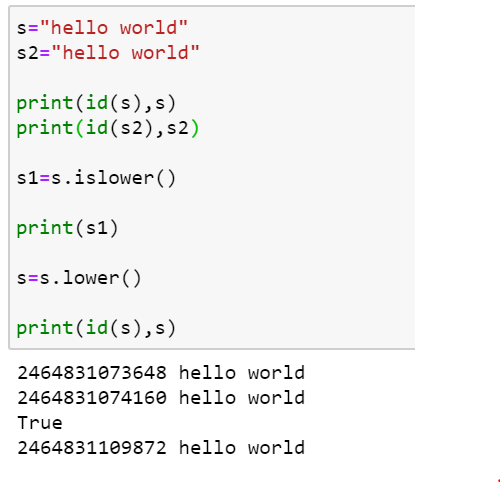 s="hello world"
s2="hello world"
print(id(s),s)
print(id(s2),s2)
s1=s.islower()
print(s1)
s=s.lower()
print(id(s),s)
2464831073648 hello world
2464831074160 hello world
True
2464831109872 hello world